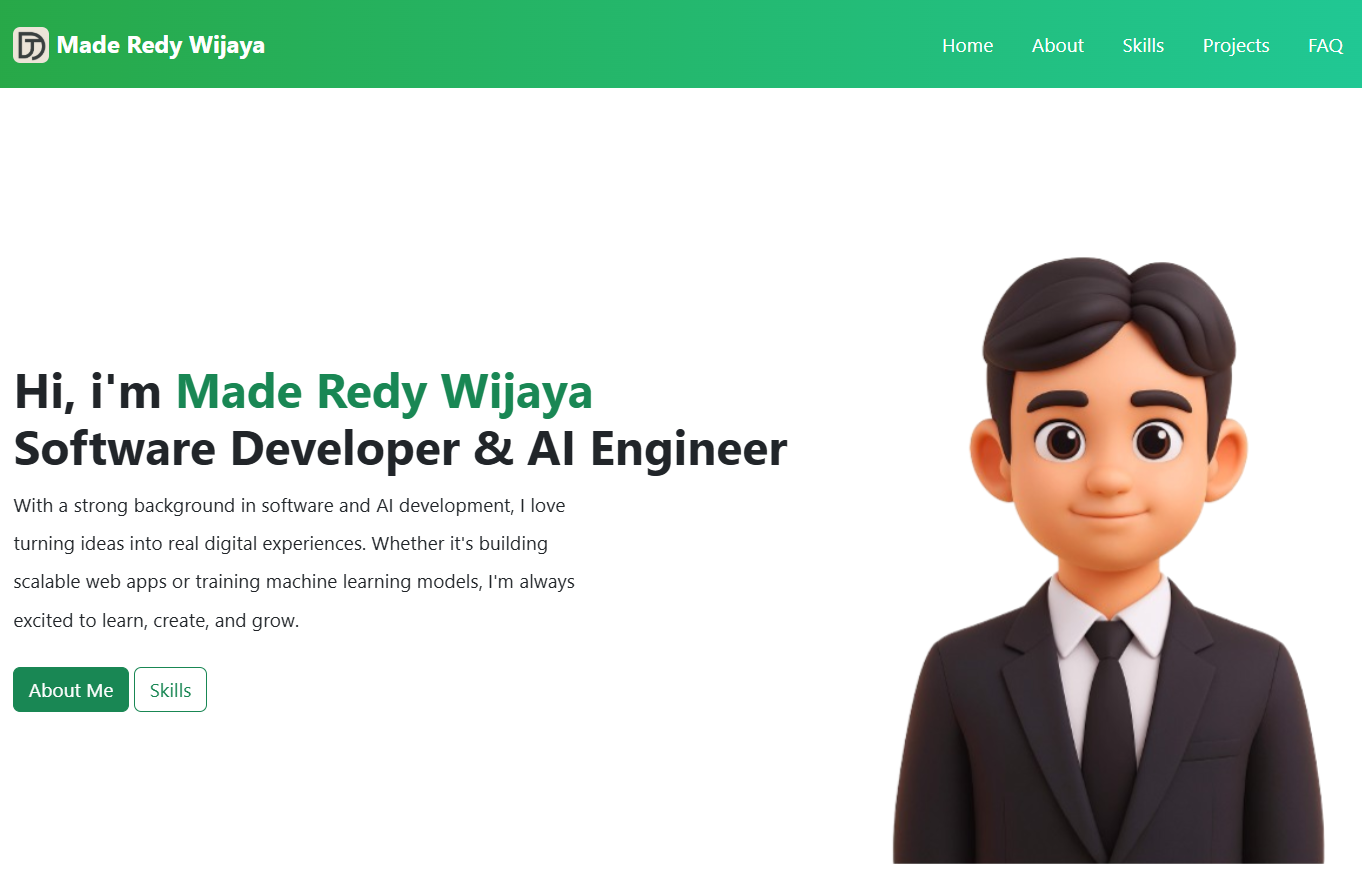 Made Redy Wijaya
Home About Skills Projects FAQ
Hi, i'm Made Redy Wijaya
Software Developer & AI Engineer
With a strong background in software and AI development, I love
turning ideas into real digital experiences. Whether it's building
scalable web apps or training machine learning models, I'm always
excited to learn, create, and grow.
About Me Skills